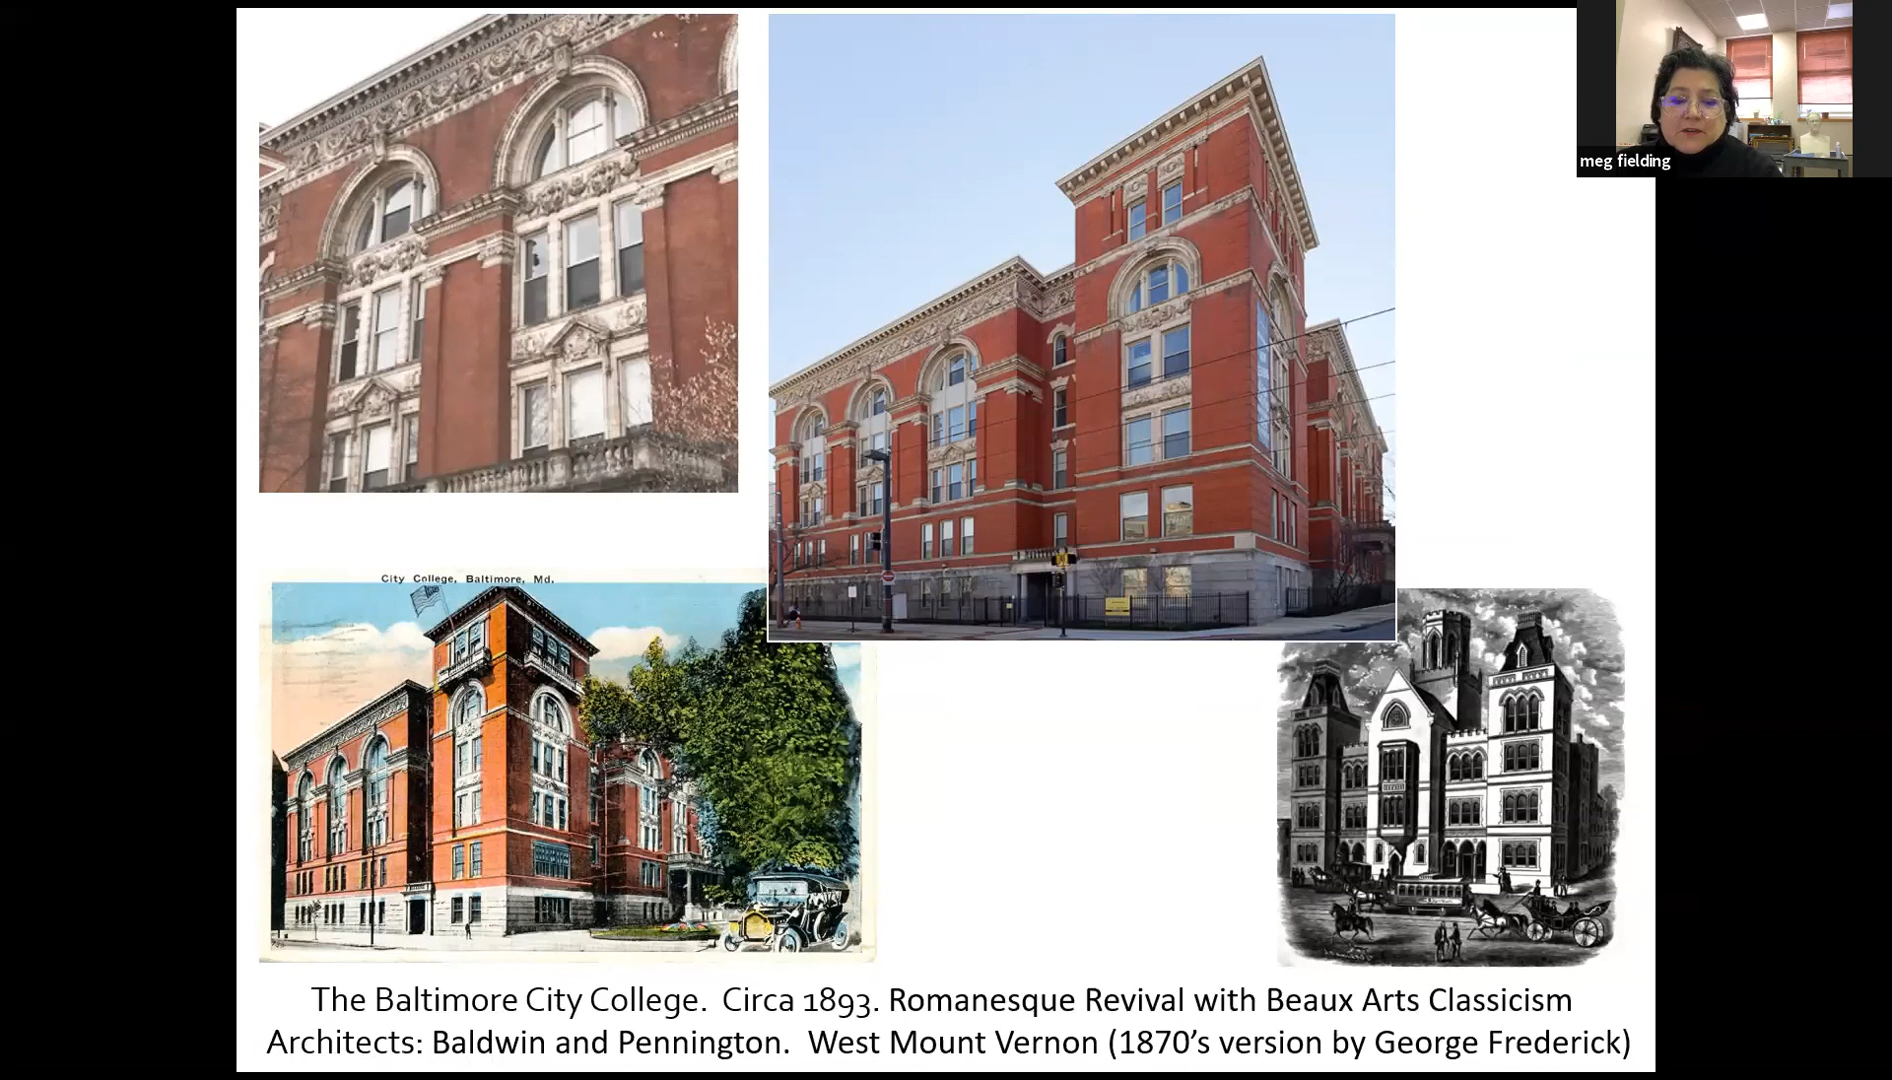 meg fielding
City College, Baltimore, Md.
The Baltimore City College.  Circa 1893. Romanesque Revival with Beaux Arts Classicism
Architects: Baldwin and Pennington.  West Mount Vernon (1870’s version by George Frederick)